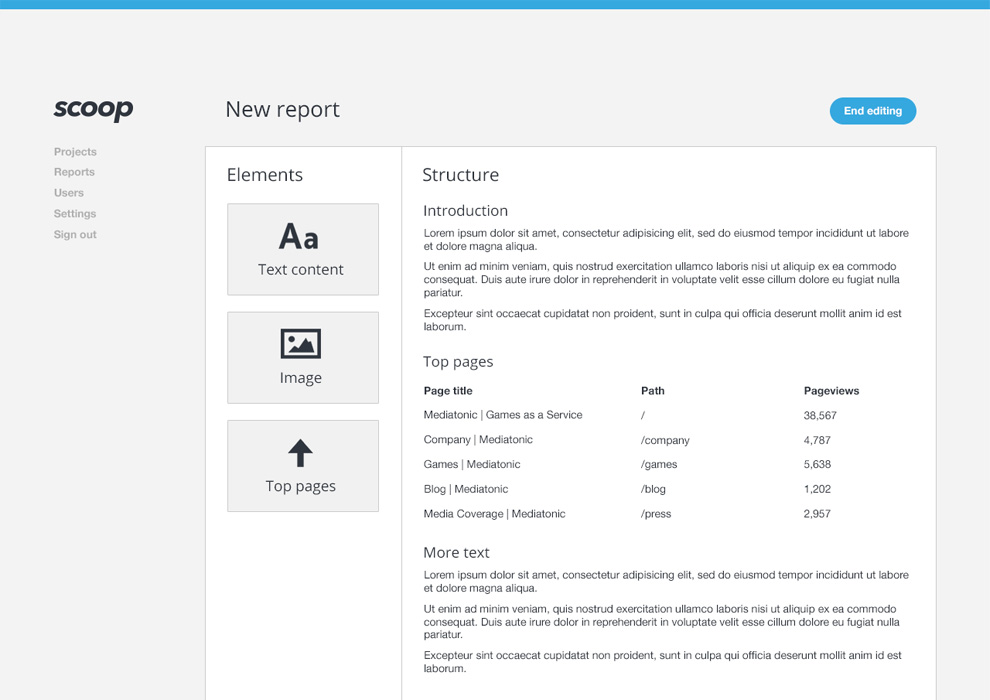 scoop
New report
End editing
Projects
Reports
Users
Settings
Sign out
Elements
Aa
Text content
Image
Top pages
Structure
Introduction
Lorem ipsum dolor sit amet, consectetur adipisicing elit, sed do eiusmod tempor incididunt ut labore
et dolore magna aliqua.
Ut enim ad minim veniam, quis nostrud exercitation ullamco laboris nisi ut aliquip ex ea commodo
consequat. Duis aute irure dolor in reprehenderit in voluptate velit esse cillum dolore eu fugiat nulla
pariatur.
Excepteur sint occaecat cupidatat non proident, sunt in culpa qui officia deserunt mollit anim id est
laborum.
Top pages
Page title Path Pageviews
Mediatonic | Games as a Service / 38,567
Company | Mediatonic /company 4,787
Games | Mediatonic /games 5,638
Blog | Mediatonic /blog 1,202
Media Coverage | Mediatonic /press 2,957
More text
Lorem ipsum dolor sit amet, consectetur adipisicing elit, sed do eiusmod tempor incididunt ut labore
et dolore magna aliqua.
Ut enim ad minim veniam, quis nostrud exercitation ullamco laboris nisi ut aliquip ex ea commodo
consequat. Duis aute irure dolor in reprehenderit in voluptate velit esse cillum dolore eu fugiat nulla
pariatur.
Excepteur sint occaecat cupidatat non proident, sunt in culpa qui officia deserunt mollit anim id est
laborum.